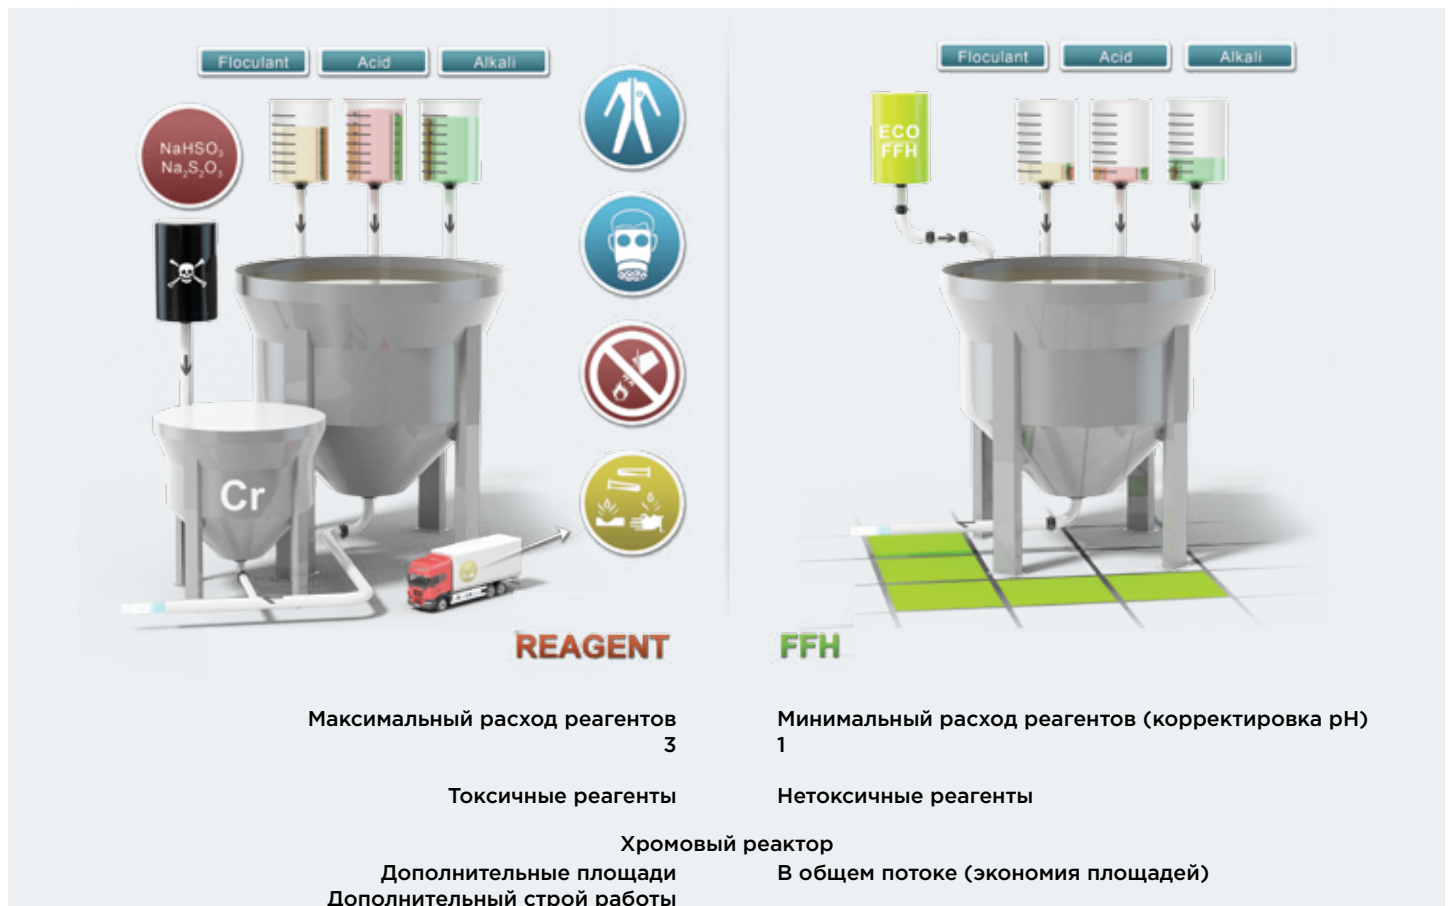 Floculant Acid Alkali
Floculant Acid Alkali
NaHSO₃
Na₂S₂O₃
ECO
FFH
Cr
REAGENT FFH
Максимальный расход реагентов Минимальный расход реагентов (корректировка pH)
3 1
Токсичные реагенты Нетоксичные реагенты
Хромовый реактор
Дополнительные площади В общем потоке (экономия площадей)
Дополнительный строй работы